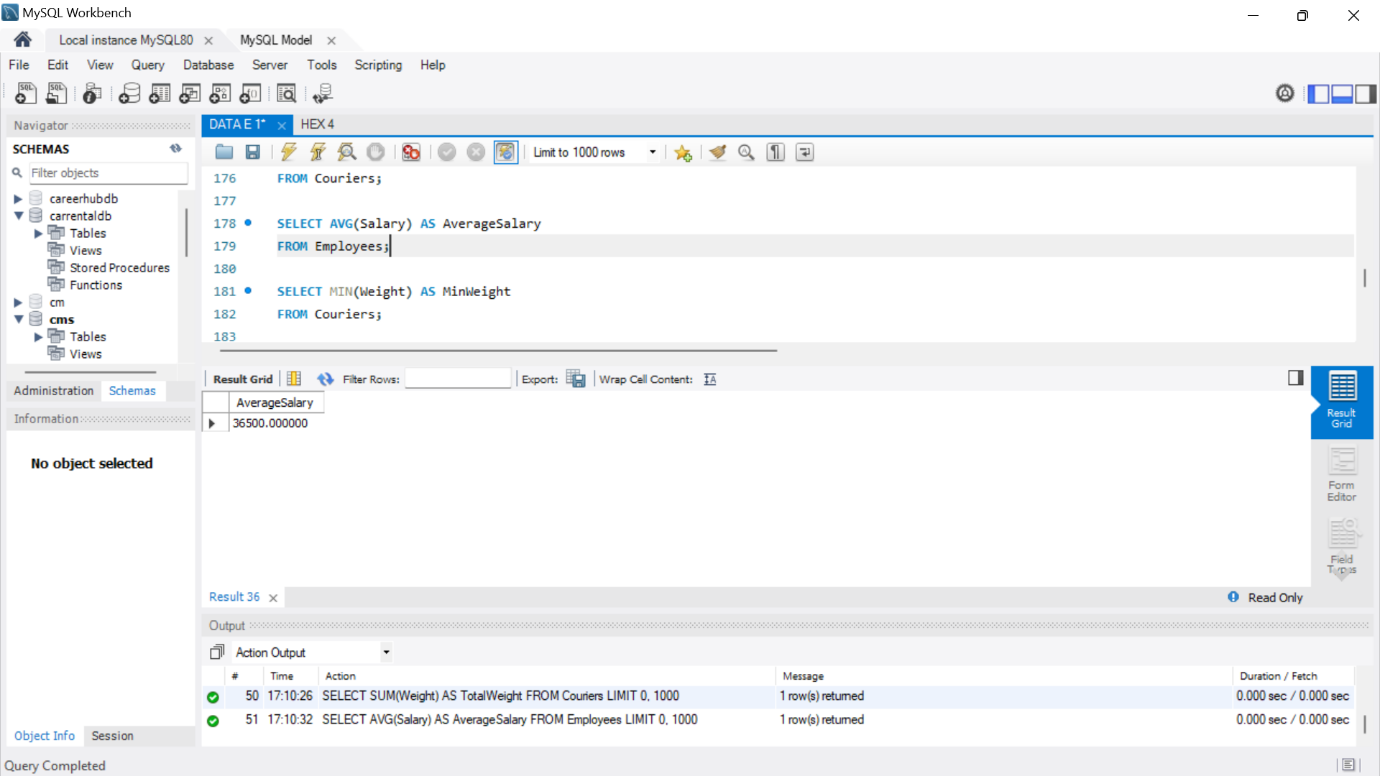 MySQL Workbench
Local instance MySQL80 MySQL Model
File Edit View Query Database Server Tools Scripting Help
Navigator
SCHEMAS
Filter objects
careerhubdb
carrentaldb
Tables
Views
Stored Procedures
Functions
cm
cms
Tables
Views
Administration Schemas
Information
No object selected
Object Info Session
DATA E 1* HEX 4
Limit to 1000 rows
176 FROM Couriers;
177
178 SELECT AVG(Salary) AS AverageSalary
179 FROM Employees;
180
181 SELECT MIN(Weight) AS MinWeight
182 FROM Couriers;
183
Result Grid Filter Rows: Export: Wrap Cell Content:
AverageSalary
36500.000000
Result Grid
Form Editor
Field Types
Result 36 Read Only
Output
Action Output
# Time Action Message Duration / Fetch
50 17:10:26 SELECT SUM(Weight) AS TotalWeight FROM Couriers LIMIT 0, 1000 1 row(s) returned 0.000 sec / 0.000 sec
51 17:10:32 SELECT AVG(Salary) AS AverageSalary FROM Employees LIMIT 0, 1000 1 row(s) returned 0.000 sec / 0.000 sec
Query Completed